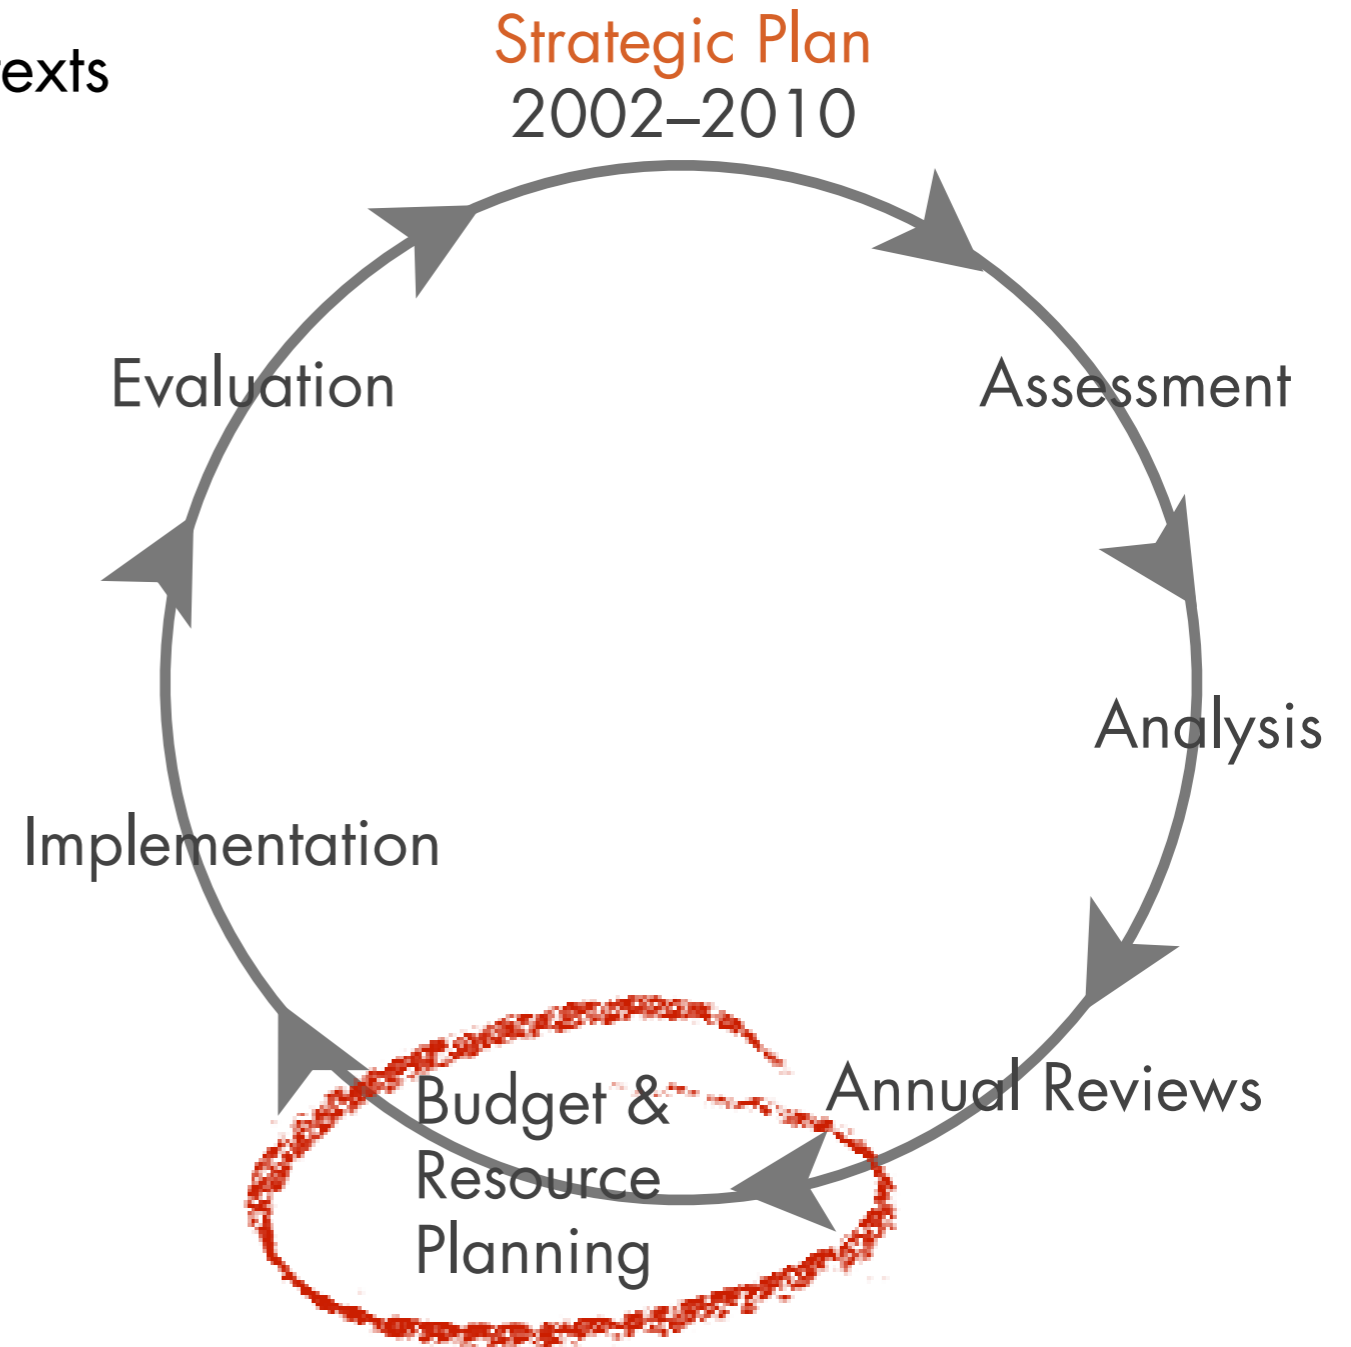 Strategic Plan
exts
2002–2010
Evaluation
Assessment
Analysis
Implementation
Annual Reviews
Budget &
Resource
Planning